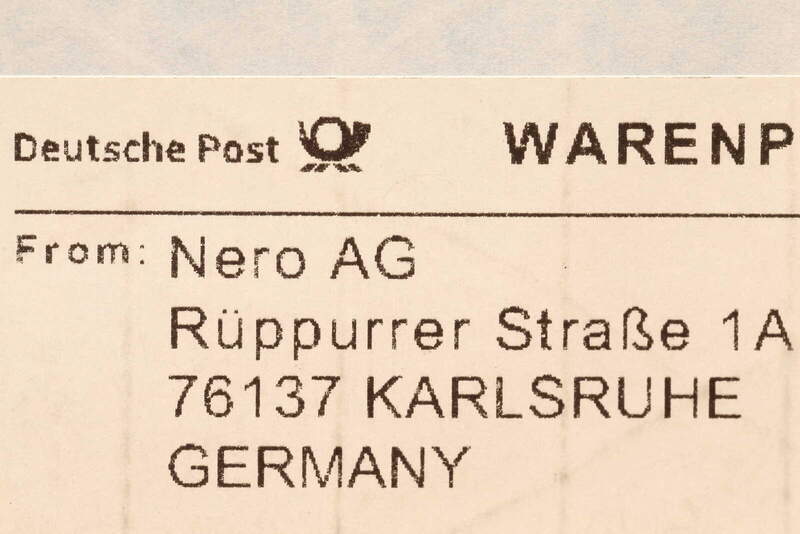 Deutsche Post WARENP
From: Nero AG
Rüppurrer Straße 1A
76137 KARLSRUHE
GERMANY